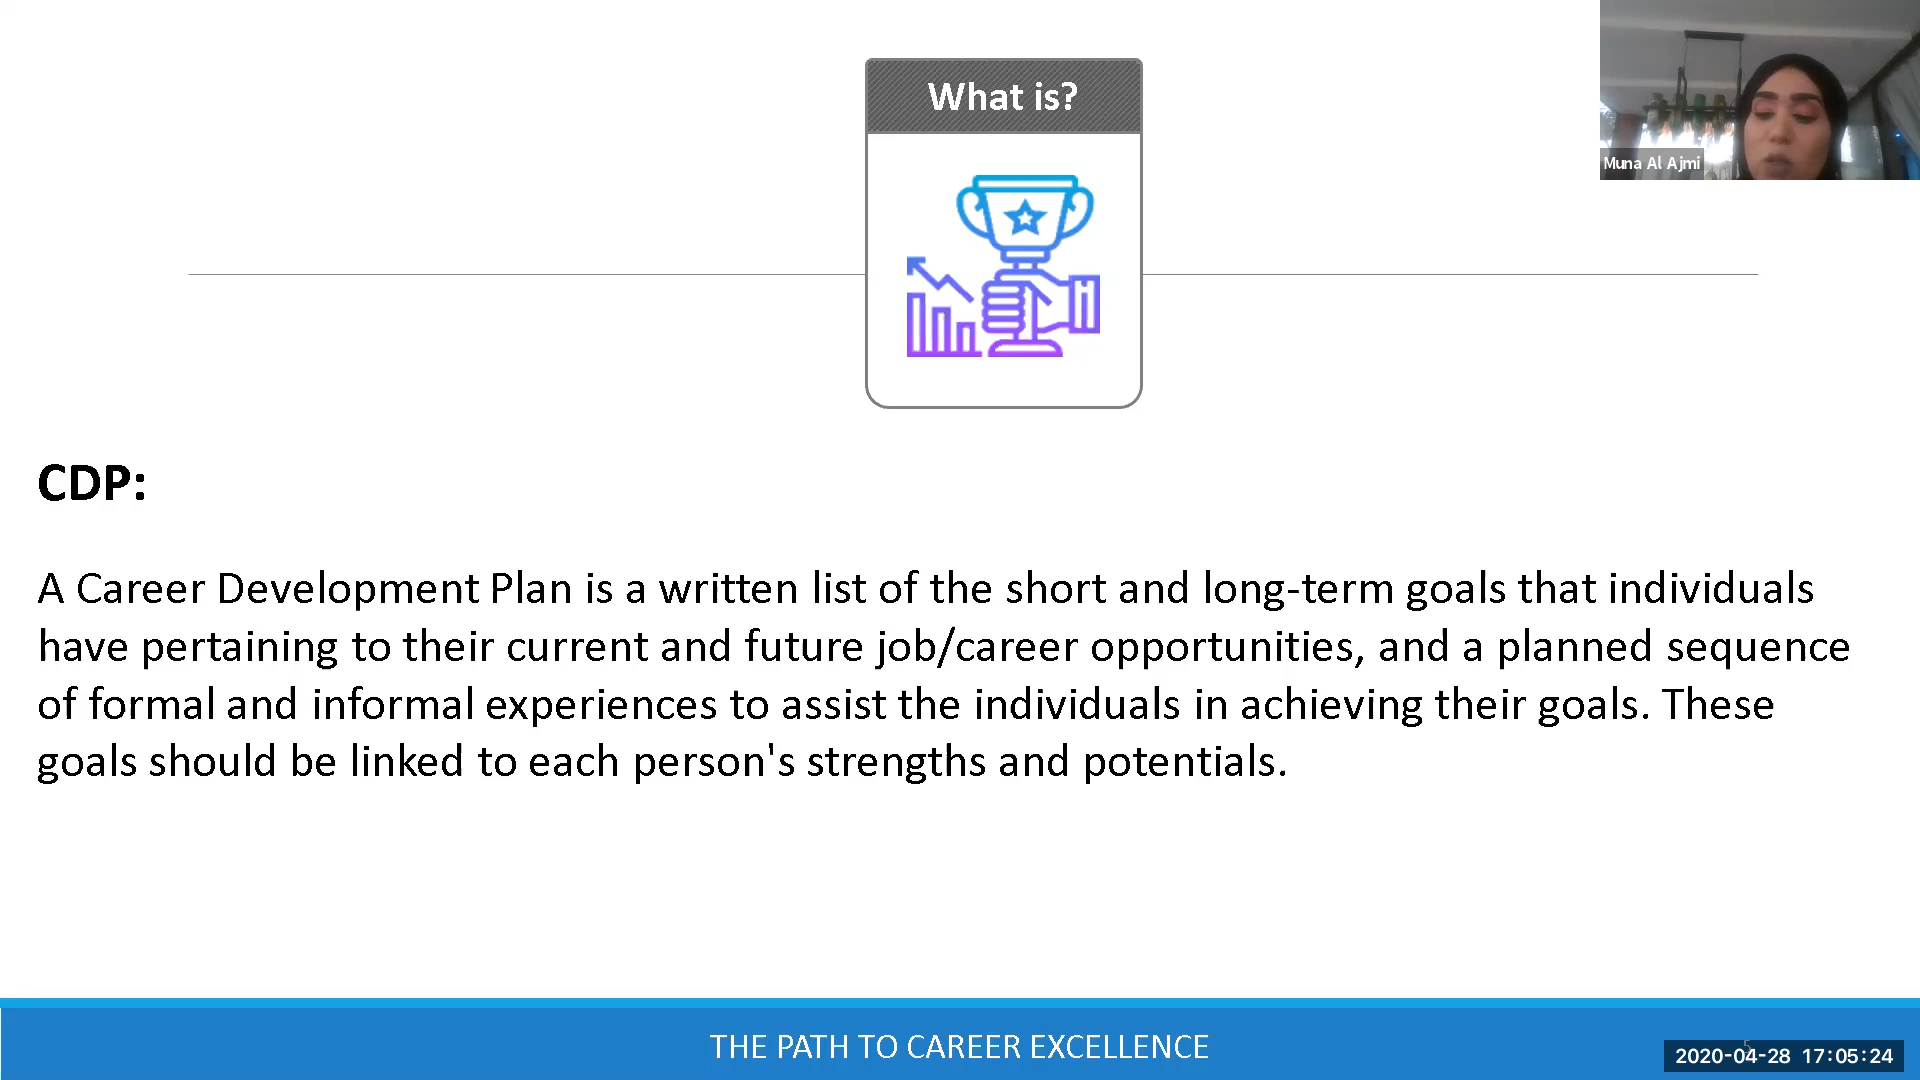 What is?
Muna Al Ajmi
CDP:
A Career Development Plan is a written list of the short and long-term goals that individuals
have pertaining to their current and future job/career opportunities, and a planned sequence
of formal and informal experiences to assist the individuals in achieving their goals. These
goals should be linked to each person's strengths and potentials.
THE PATH TO CAREER EXCELLENCE
5
2020-04-28 17:05:24